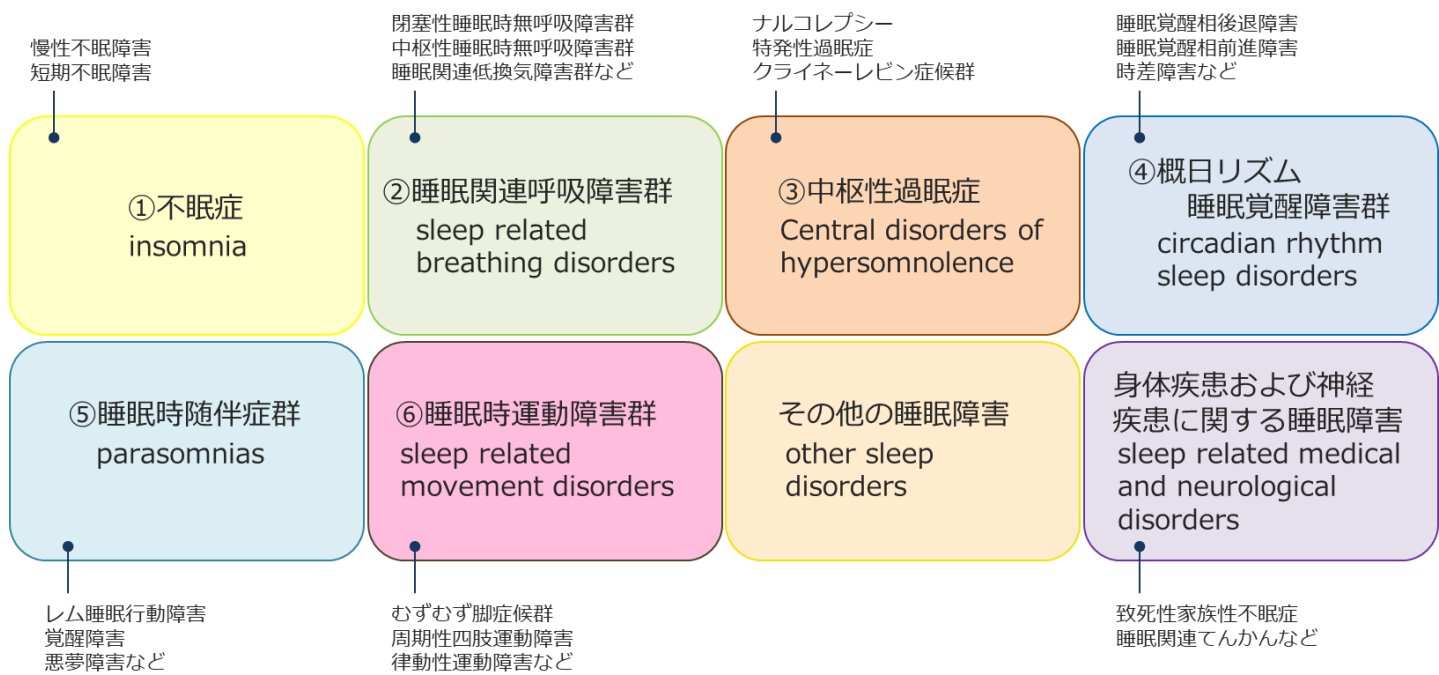 慢性不眠障害
短期不眠障害
閉塞性睡眠時無呼吸障害群
中枢性睡眠時無呼吸障害群
睡眠関連低換気障害群など
ナルコレプシー
特発性過眠症
クライネーレビン症候群
睡眠覚醒相後退障害
睡眠覚醒相前進障害
時差障害など
①不眠症
insomnia
②睡眠関連呼吸障害群
sleep related
breathing disorders
③中枢性過眠症
Central disorders of
hypersomnolence
④概日リズム
睡眠覚醒障害群
circadian rhythm
sleep disorders
⑤睡眠時随伴症群
parasomnias
⑥睡眠時運動障害群
sleep related
movement disorders
その他の睡眠障害
other sleep
disorders
身体疾患および神経
疾患に関する睡眠障害
sleep related medical
and neurological
disorders
レム睡眠行動障害
覚醒障害
悪夢障害など
むずむず脚症候群
周期性四肢運動障害
律動性運動障害など
致死性家族性不眠症
睡眠関連てんかんなど